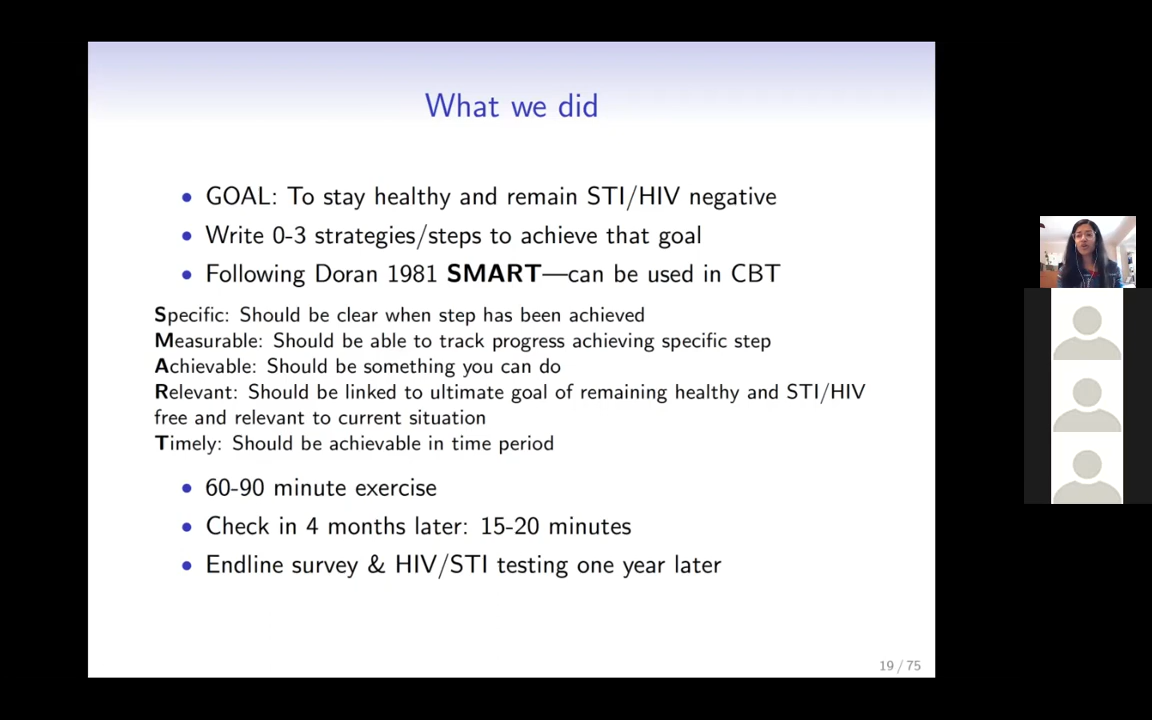 What we did
• GOAL: To stay healthy and remain STI/HIV negative
• Write 0-3 strategies/steps to achieve that goal
• Following Doran 1981 SMART—can be used in CBT
Specific: Should be clear when step has been achieved
Measurable: Should be able to track progress achieving specific step
Achievable: Should be something you can do
Relevant: Should be linked to ultimate goal of remaining healthy and STI/HIV
free and relevant to current situation
Timely: Should be achievable in time period
• 60-90 minute exercise
• Check in 4 months later: 15-20 minutes
• Endline survey & HIV/STI testing one year later
19 / 75